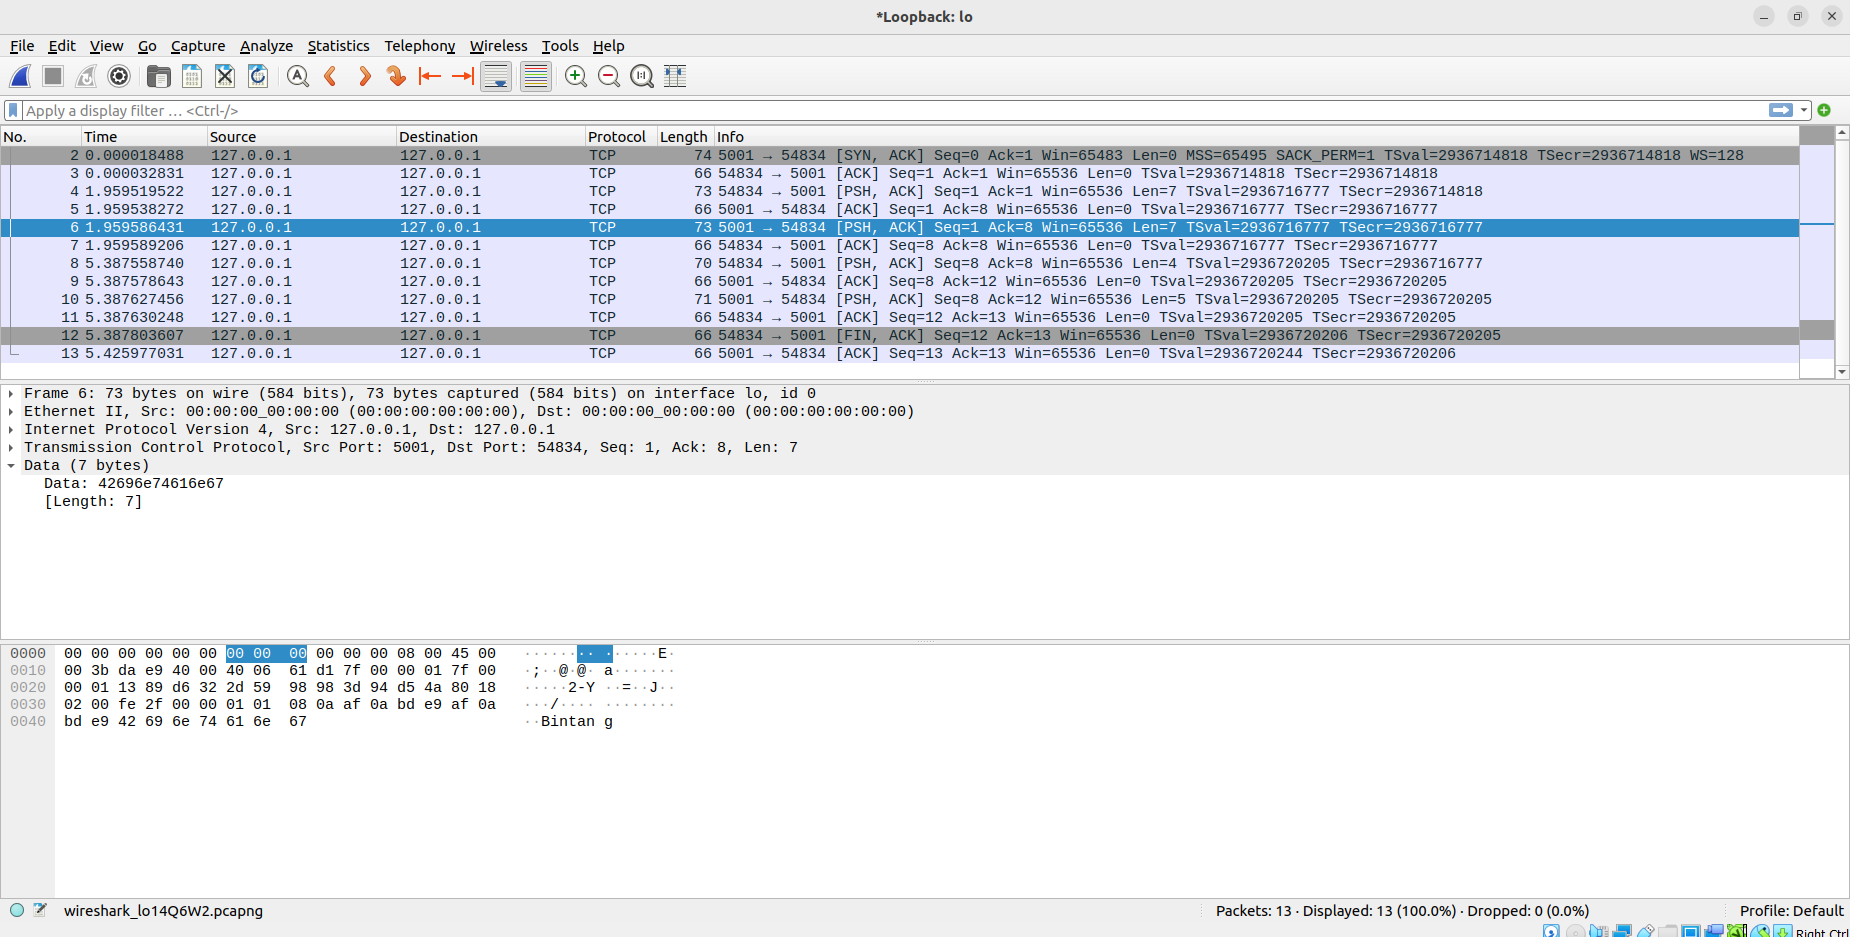 *Loopback: lo
File Edit View Go Capture Analyze Statistics Telephony Wireless Tools Help
Apply a display filter … <Ctrl-/>
No. Time Source Destination Protocol Length Info
2 0.000018488 127.0.0.1 127.0.0.1 TCP 74 5001 → 54834 [SYN, ACK] Seq=0 Ack=1 Win=65483 Len=0 MSS=65495 SACK_PERM=1 TSval=2936714818 TSecr=2936714818 WS=128
3 0.000032831 127.0.0.1 127.0.0.1 TCP 66 54834 → 5001 [ACK] Seq=1 Ack=1 Win=65536 Len=0 TSval=2936714818 TSecr=2936714818
4 1.959519522 127.0.0.1 127.0.0.1 TCP 73 54834 → 5001 [PSH, ACK] Seq=1 Ack=1 Win=65536 Len=7 TSval=2936716777 TSecr=2936714818
5 1.959538272 127.0.0.1 127.0.0.1 TCP 66 5001 → 54834 [ACK] Seq=1 Ack=8 Win=65536 Len=0 TSval=2936716777 TSecr=2936716777
6 1.959586431 127.0.0.1 127.0.0.1 TCP 73 5001 → 54834 [PSH, ACK] Seq=1 Ack=8 Win=65536 Len=7 TSval=2936716777 TSecr=2936716777
7 1.959589206 127.0.0.1 127.0.0.1 TCP 66 54834 → 5001 [ACK] Seq=8 Ack=8 Win=65536 Len=0 TSval=2936716777 TSecr=2936716777
8 5.387558740 127.0.0.1 127.0.0.1 TCP 70 54834 → 5001 [PSH, ACK] Seq=8 Ack=8 Win=65536 Len=4 TSval=2936720205 TSecr=2936716777
9 5.387578643 127.0.0.1 127.0.0.1 TCP 66 5001 → 54834 [ACK] Seq=8 Ack=12 Win=65536 Len=0 TSval=2936720205 TSecr=2936720205
10 5.387627456 127.0.0.1 127.0.0.1 TCP 71 5001 → 54834 [PSH, ACK] Seq=8 Ack=12 Win=65536 Len=5 TSval=2936720205 TSecr=2936720205
11 5.387630248 127.0.0.1 127.0.0.1 TCP 66 54834 → 5001 [ACK] Seq=12 Ack=13 Win=65536 Len=0 TSval=2936720205 TSecr=2936720205
12 5.387803607 127.0.0.1 127.0.0.1 TCP 66 54834 → 5001 [FIN, ACK] Seq=12 Ack=13 Win=65536 Len=0 TSval=2936720206 TSecr=2936720205
13 5.425977031 127.0.0.1 127.0.0.1 TCP 66 5001 → 54834 [ACK] Seq=13 Ack=13 Win=65536 Len=0 TSval=2936720244 TSecr=2936720206
Frame 6: 73 bytes on wire (584 bits), 73 bytes captured (584 bits) on interface lo, id 0
Ethernet II, Src: 00:00:00_00:00:00 (00:00:00:00:00:00), Dst: 00:00:00_00:00:00 (00:00:00:00:00:00)
Internet Protocol Version 4, Src: 127.0.0.1, Dst: 127.0.0.1
Transmission Control Protocol, Src Port: 5001, Dst Port: 54834, Seq: 1, Ack: 8, Len: 7
Data (7 bytes)
Data: 42696e74616e67
[Length: 7]
0000 00 00 00 00 00 00 00 00 00 00 00 00 08 00 45 00 ········ ······E·
0010 00 3b da e9 40 00 40 06 61 d1 7f 00 00 01 7f 00 ·;··@·@· a·······
0020 00 01 13 89 d6 32 2d 59 98 98 3d 94 d5 4a 80 18 ·····2-Y ··=··J··
0030 02 00 fe 2f 00 00 01 01 08 0a af 0a bd e9 af 0a ···/···· ········
0040 bd e9 42 69 6e 74 61 6e 67 ··Bintan g
wireshark_lo14Q6W2.pcapng Packets: 13 · Displayed: 13 (100.0%) · Dropped: 0 (0.0%) Profile: Default
Right Ctrl